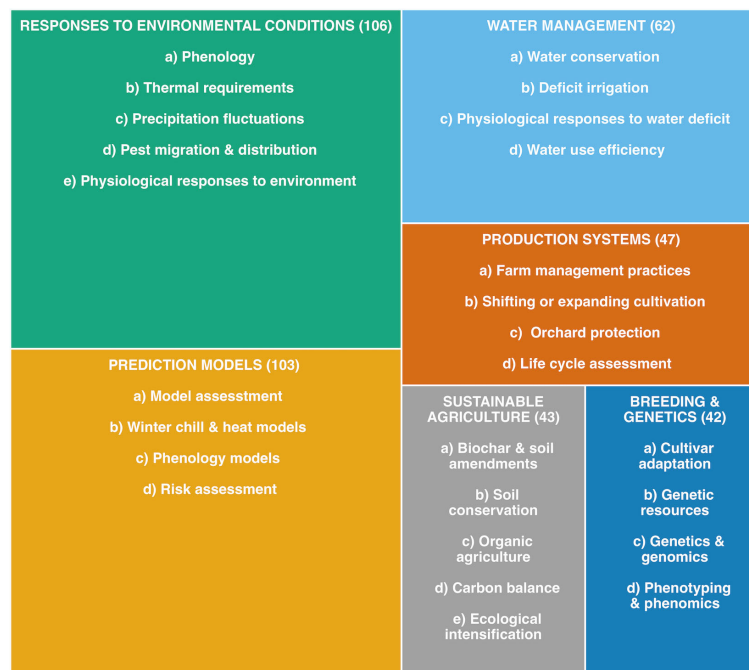 RESPONSES TO ENVIRONMENTAL CONDITIONS (106)
a) Phenology
b) Thermal requirements
c) Precipitation fluctuations
d) Pest migration & distribution
e) Physiological responses to environment
WATER MANAGEMENT (62)
a) Water conservation
b) Deficit irrigation
c) Physiological responses to water deficit
d) Water use efficiency
PRODUCTION SYSTEMS (47)
a) Farm management practices
b) Shifting or expanding cultivation
c) Orchard protection
d) Life cycle assessment
PREDICTION MODELS (103)
a) Model assesstment
b) Winter chill & heat models
c) Phenology models
d) Risk assessment
SUSTAINABLE
AGRICULTURE (43)
a) Biochar & soil
amendments
b) Soil
conservation
c) Organic
agriculture
d) Carbon balance
e) Ecological
intensification
BREEDING &
GENETICS (42)
a) Cultivar
adaptation
b) Genetic
resources
c) Genetics &
genomics
d) Phenotyping
& phenomics